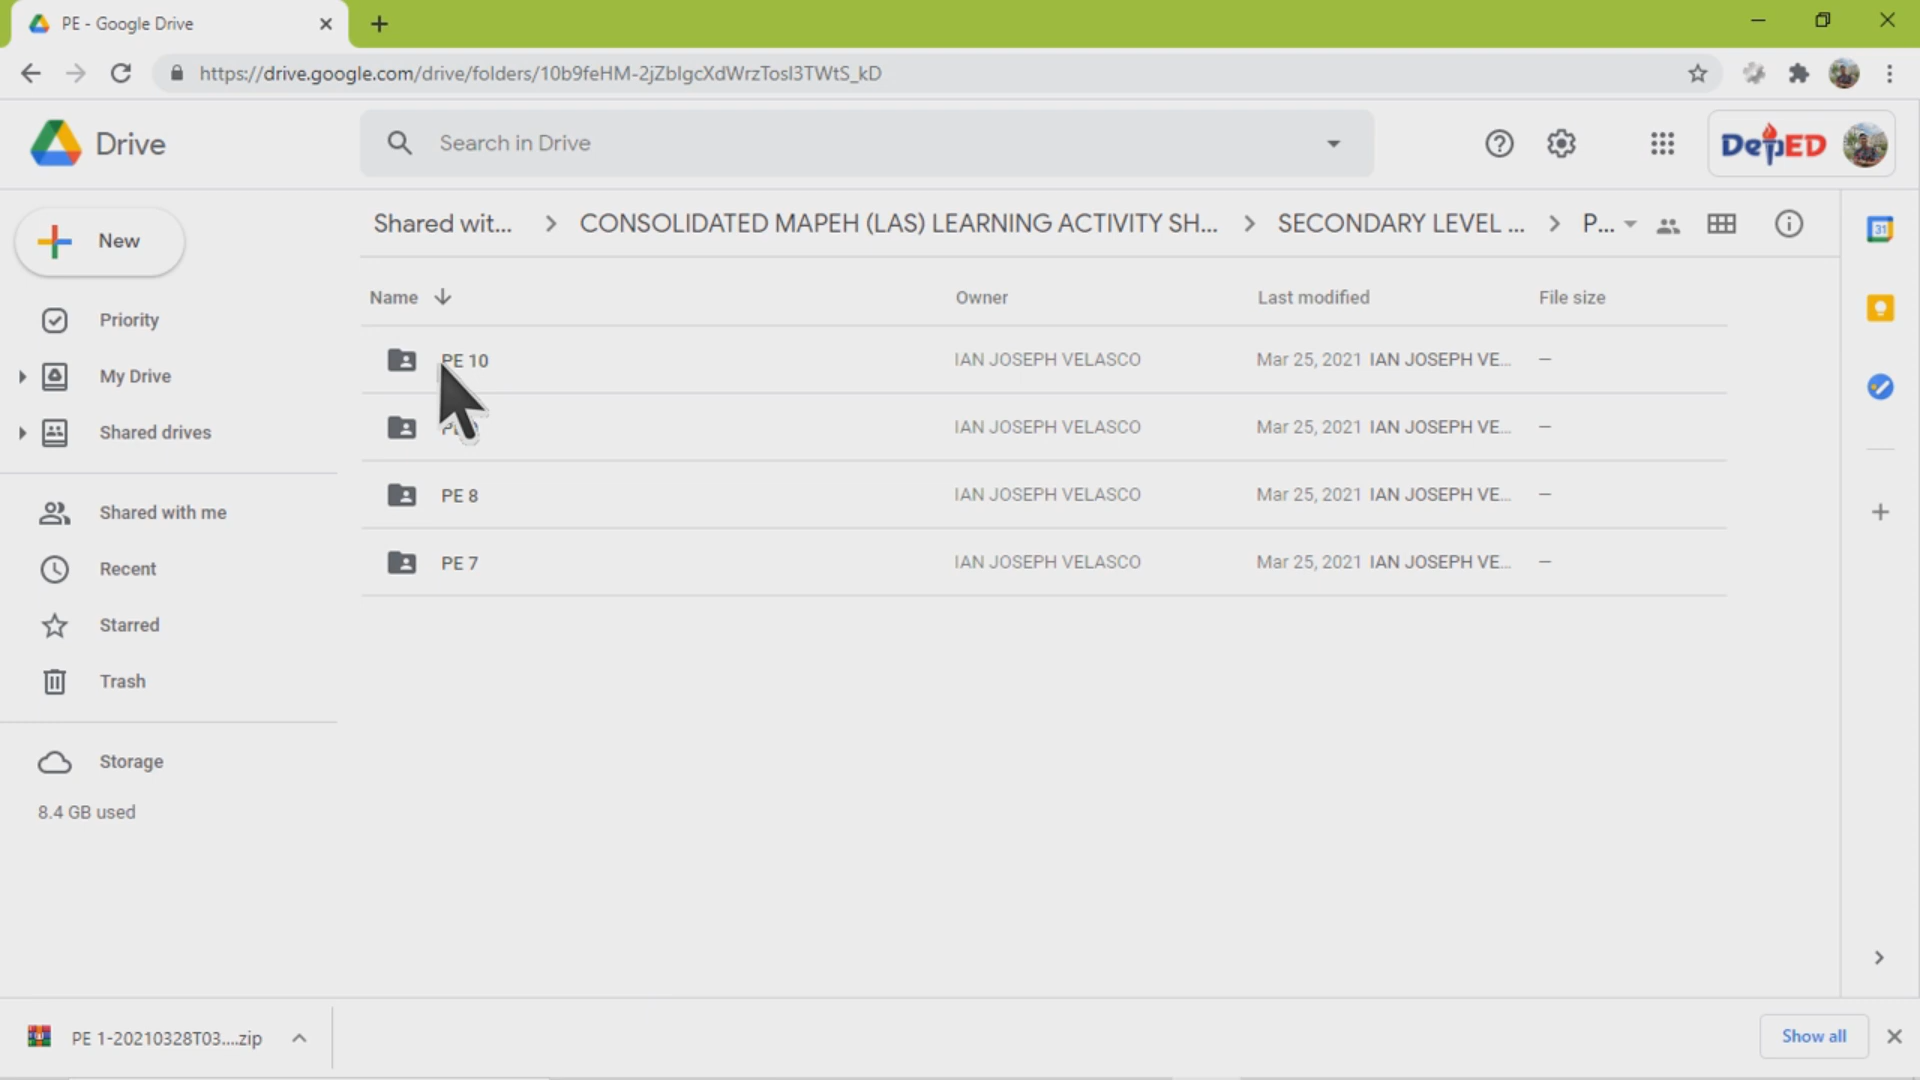 PE - Google Drive
https://drive.google.com/drive/folders/10b9feHM-2jZbIgcXdWrzTosI3TWtS_kD
Drive
Search in Drive
DepED
New
Shared wit... > CONSOLIDATED MAPEH (LAS) LEARNING ACTIVITY SH... > SECONDARY LEVEL ... > P...
31
Name Owner Last modified File size
Priority
My Drive
Shared drives
Shared with me
Recent
Starred
Trash
Storage
8.4 GB used
PE 10 IAN JOSEPH VELASCO Mar 25, 2021 IAN JOSEPH VE... —
IAN JOSEPH VELASCO Mar 25, 2021 IAN JOSEPH VE... —
PE 8 IAN JOSEPH VELASCO Mar 25, 2021 IAN JOSEPH VE... —
PE 7 IAN JOSEPH VELASCO Mar 25, 2021 IAN JOSEPH VE... —
PE 1-20210328T03....zip
Show all